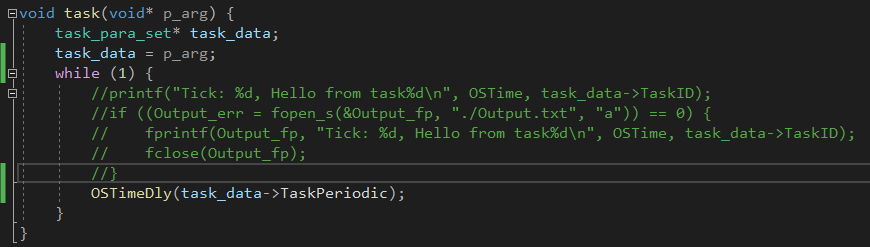 void task(void* p_arg) {
    task_para_set* task_data;
    task_data = p_arg;
    while (1) {
        //printf("Tick: %d, Hello from task%d\n", OSTime, task_data->TaskID);
        //if ((Output_err = fopen_s(&Output_fp, "./Output.txt", "a")) == 0) {
        //    fprintf(Output_fp, "Tick: %d, Hello from task%d\n", OSTime, task_data->TaskID);
        //    fclose(Output_fp);
        //}
        OSTimeDly(task_data->TaskPeriodic);
    }
}